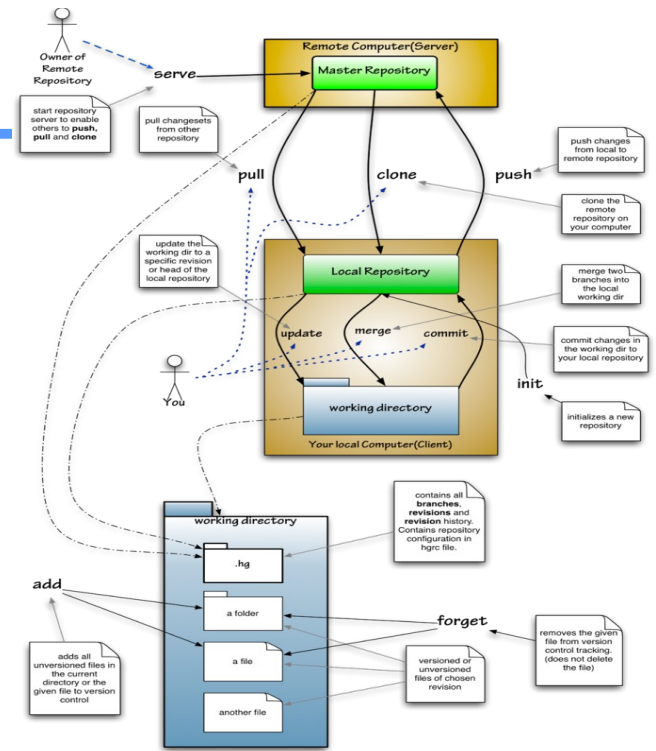 Owner of
Remote
Repository
serve
Remote Computer(Server)
Master Repository
start repository
server to enable
others to push,
pull and clone
pull changesets
from other
repository
pull
clone
push
push changes
from local to
remote repository
clone the
remote
repository on
your computer
update the
working dir to a
specific revision
or head of the
local repository
Local Repository
merge two
branches into
the local
working dir
update
merge
commit
commit changes in
the working dir to
your local repository
You
init
working directory
Your local Computer(Client)
initializes a new
repository
contains all
branches,
revisions and
revision history.
Contains repository
configuration in
hgrc file.
working directory
.hg
add
a folder
forget
adds all
unversioned files in
the current
directory or the
given file to version
control
a file
versioned or
unversioned
files of chosen
revision
removes the given
file from version
control tracking.
(does not delete
the file)
another file